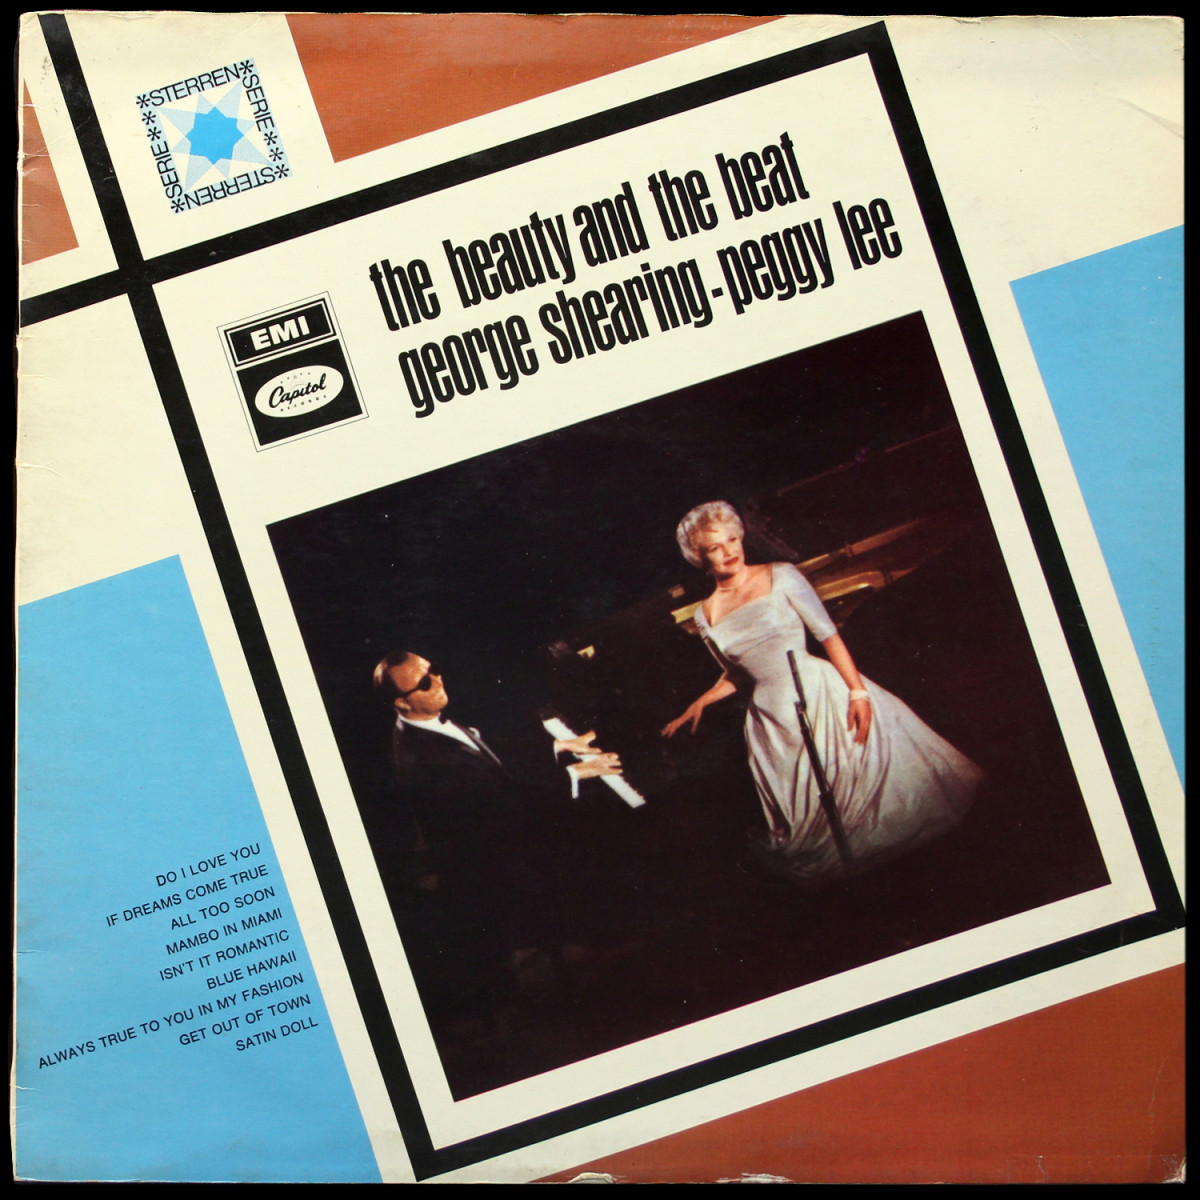 *STERREN*
SERIE**
*STERREN
*SERIE**
the beauty and the beat
george shearing-peggy lee
EMI
Capitol
RECORDS
DO I LOVE YOU
IF DREAMS COME TRUE
ALL TOO SOON
MAMBO IN MIAMI
ISN'T IT ROMANTIC
BLUE HAWAII
ALWAYS TRUE TO YOU IN MY FASHION
GET OUT OF TOWN
SATIN DOLL